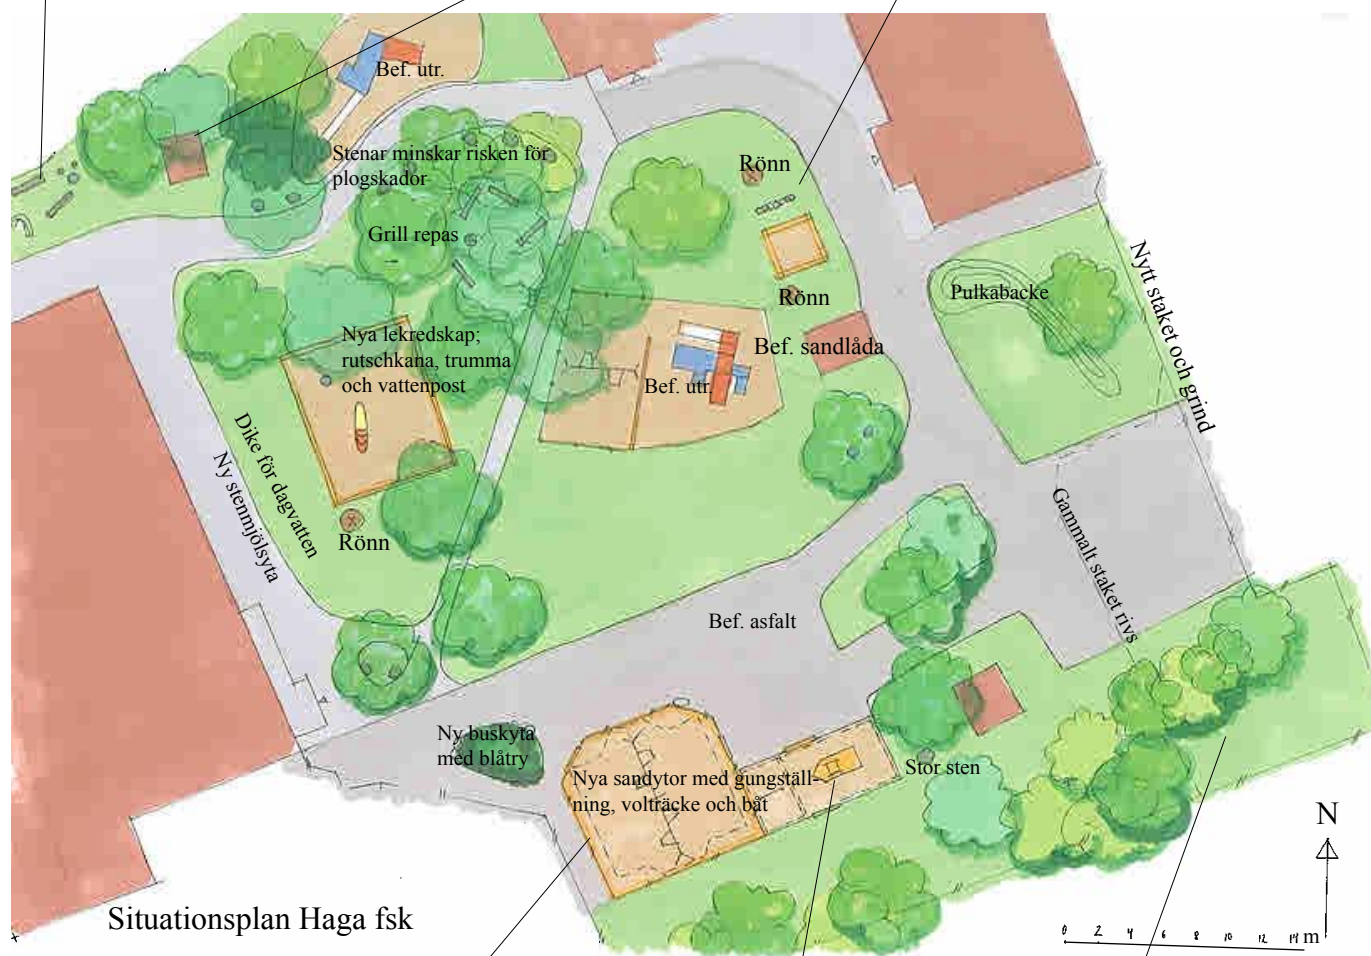 Bef. utr.
Stenar minskar risken för
plogskador
Rönn
Grill repas
Rönn
Pulkabacke
Nytt staket och grind
Nya lekredskap;
rutschkana, trumma
och vattenpost
Bef. sandlåda
Bef. utr.
Dike för dagvatten
Ny stenmjölsyta
Rönn
Gammalt staket rivs
Bef. asfalt
Ny buskyta
med blåtry
Nya sandytor med gungställ-
ning, volträcke och båt
Stor sten
N
Situationsplan Haga fsk
0 2 4 6 8 10 12 14 m